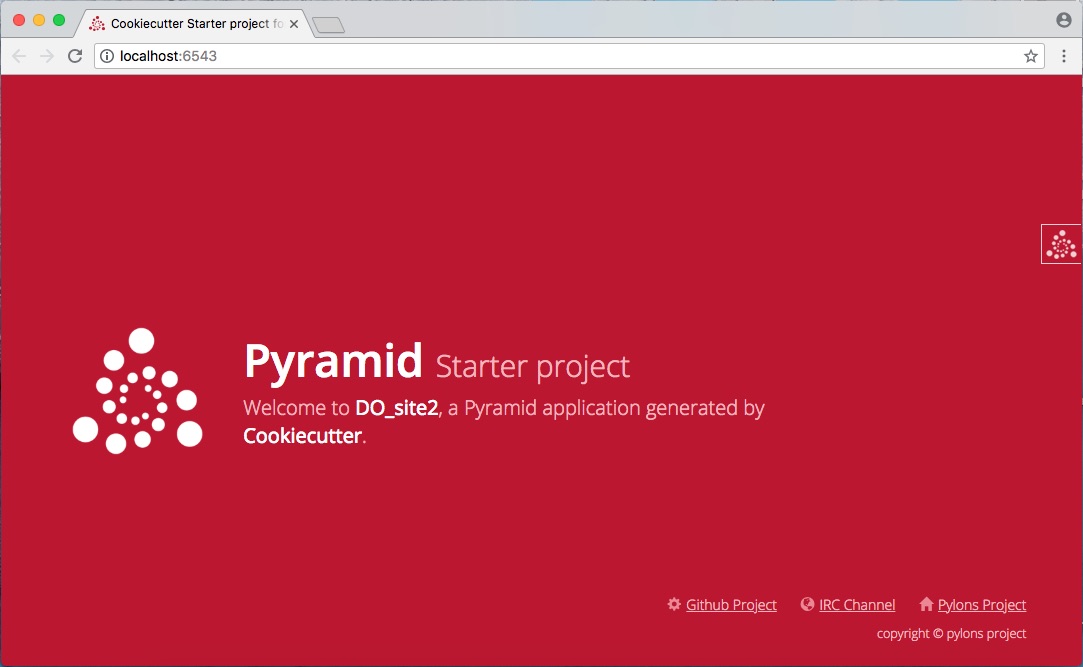 Cookiecutter Starter project fo
localhost:6543
Pyramid Starter project
Welcome to DO_site2, a Pyramid application generated by
Cookiecutter.
Github Project IRC Channel Pylons Project
copyright © pylons project